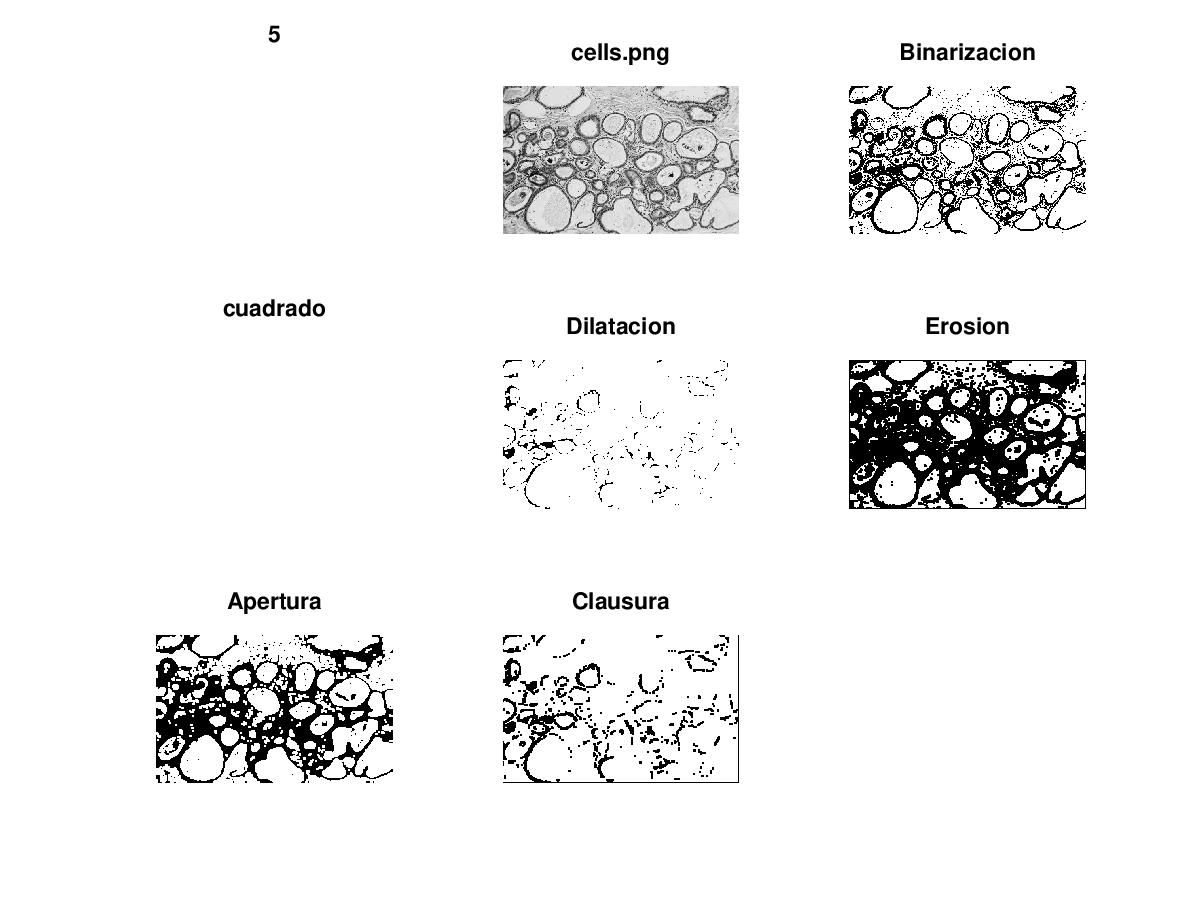 5
cells.png
Binarizacion
cuadrado
Dilatacion
Erosion
Apertura
Clausura